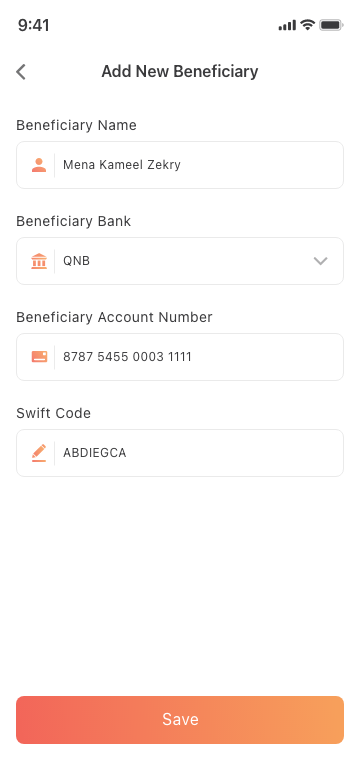 9:41
Add New Beneficiary
Beneficiary Name
Mena Kameel Zekry
Beneficiary Bank
QNB
Beneficiary Account Number
8787 5455 0003 1111
Swift Code
ABDIEGCA
Save